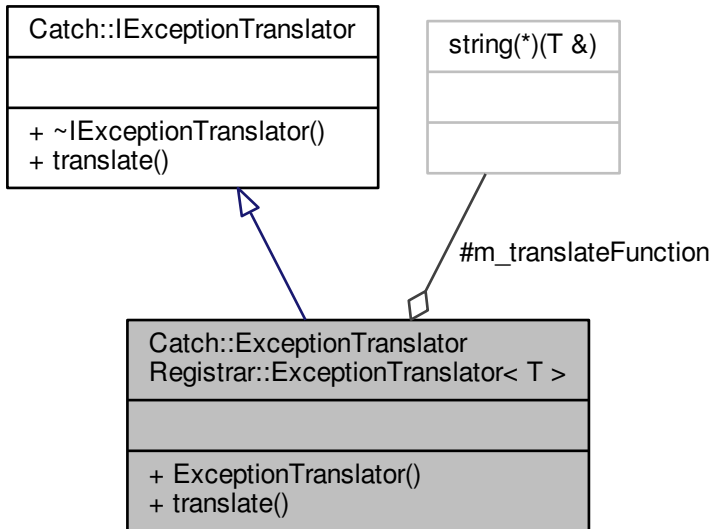 Catch::IExceptionTranslator
+ ~IExceptionTranslator()
+ translate()
string(*)(T &)
#m_translateFunction
Catch::ExceptionTranslator
Registrar::ExceptionTranslator< T >
+ ExceptionTranslator()
+ translate()